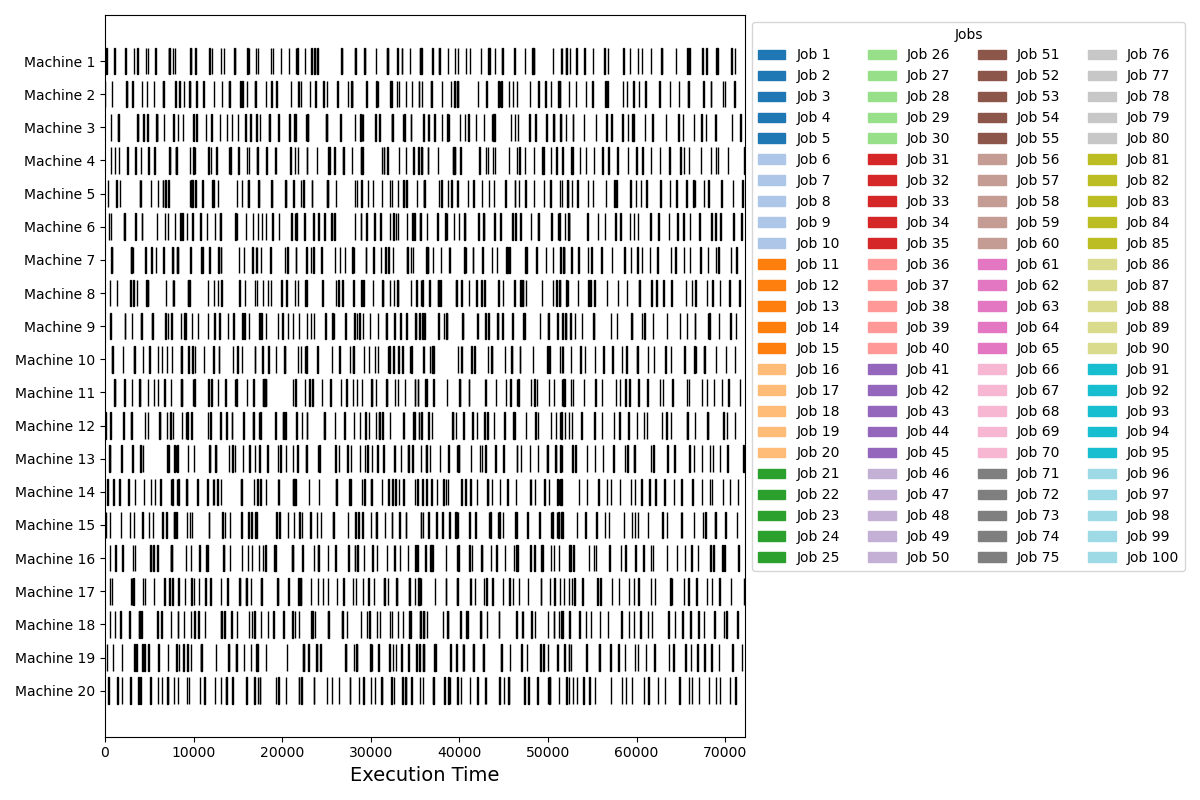 Machine 1
Machine 2
Machine 3
Machine 4
Machine 5
Machine 6
Machine 7
Machine 8
Machine 9
Machine 10
Machine 11
Machine 12
Machine 13
Machine 14
Machine 15
Machine 16
Machine 17
Machine 18
Machine 19
Machine 20
0 10000 20000 30000 40000 50000 60000 70000
Execution Time
Jobs
Job 1
Job 2
Job 3
Job 4
Job 5
Job 6
Job 7
Job 8
Job 9
Job 10
Job 11
Job 12
Job 13
Job 14
Job 15
Job 16
Job 17
Job 18
Job 19
Job 20
Job 21
Job 22
Job 23
Job 24
Job 25
Job 26
Job 27
Job 28
Job 29
Job 30
Job 31
Job 32
Job 33
Job 34
Job 35
Job 36
Job 37
Job 38
Job 39
Job 40
Job 41
Job 42
Job 43
Job 44
Job 45
Job 46
Job 47
Job 48
Job 49
Job 50
Job 51
Job 52
Job 53
Job 54
Job 55
Job 56
Job 57
Job 58
Job 59
Job 60
Job 61
Job 62
Job 63
Job 64
Job 65
Job 66
Job 67
Job 68
Job 69
Job 70
Job 71
Job 72
Job 73
Job 74
Job 75
Job 76
Job 77
Job 78
Job 79
Job 80
Job 81
Job 82
Job 83
Job 84
Job 85
Job 86
Job 87
Job 88
Job 89
Job 90
Job 91
Job 92
Job 93
Job 94
Job 95
Job 96
Job 97
Job 98
Job 99
Job 100